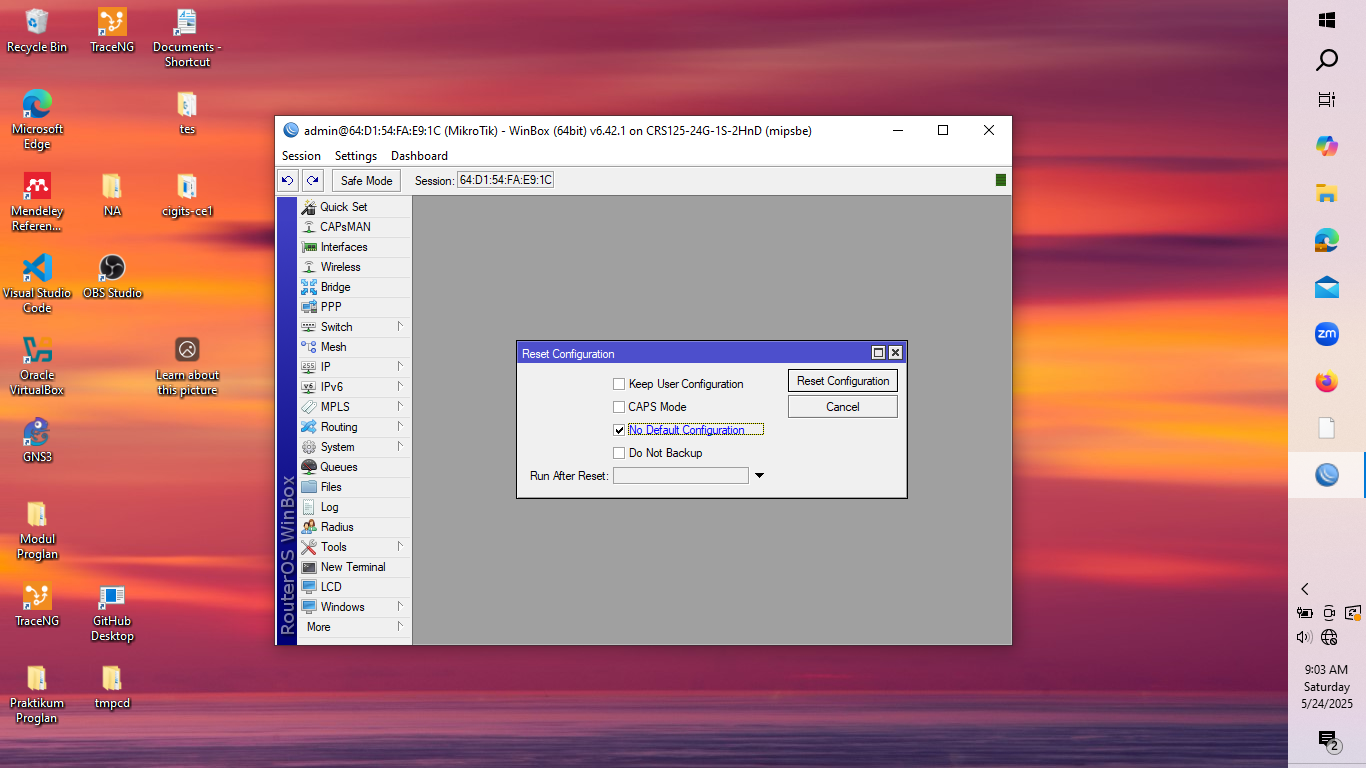 Recycle Bin
TraceNG
Documents -
Shortcut
Microsoft
Edge
tes
Mendeley
Referen...
NA
cigits-ce1
Visual Studio
Code
OBS Studio
Oracle
VirtualBox
Learn about
this picture
GNS3
Modul
Proglan
TraceNG
GitHub
Desktop
Praktikum
Proglan
tmpcd
admin@64:D1:54:FA:E9:1C (MikroTik) - WinBox (64bit) v6.42.1 on CRS125-24G-1S-2HnD (mipsbe)
Session Settings Dashboard
Safe Mode Session: 64:D1:54:FA:E9:1C
Quick Set
CAPsMAN
Interfaces
Wireless
Bridge
PPP
Switch
Mesh
255 IP
v6 IPv6
MPLS
Routing
System
Queues
Files
Log
Radius
Tools
New Terminal
LCD
Windows
More
RouterOS WinBox
Reset Configuration
Keep User Configuration
CAPS Mode
No Default Configuration
Do Not Backup
Run After Reset:
Reset Configuration
Cancel
zm
9:03 AM
Saturday
5/24/2025
2